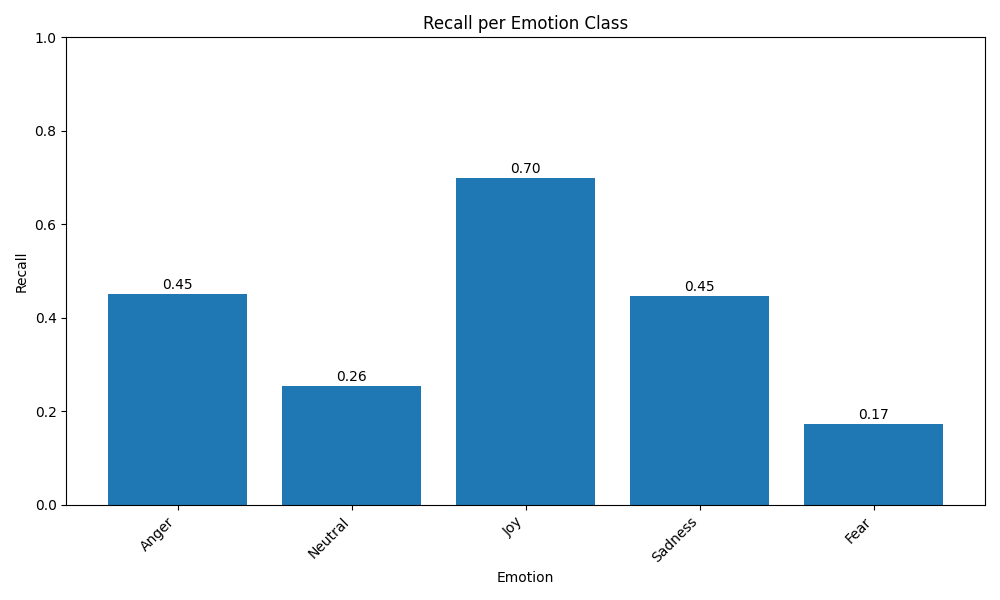 Recall per Emotion Class
1.0
0.8
0.6
0.4
0.2
0.0
Recall
0.45
0.26
0.70
0.45
0.17
Anger
Neutral
Joy
Sadness
Fear
Emotion